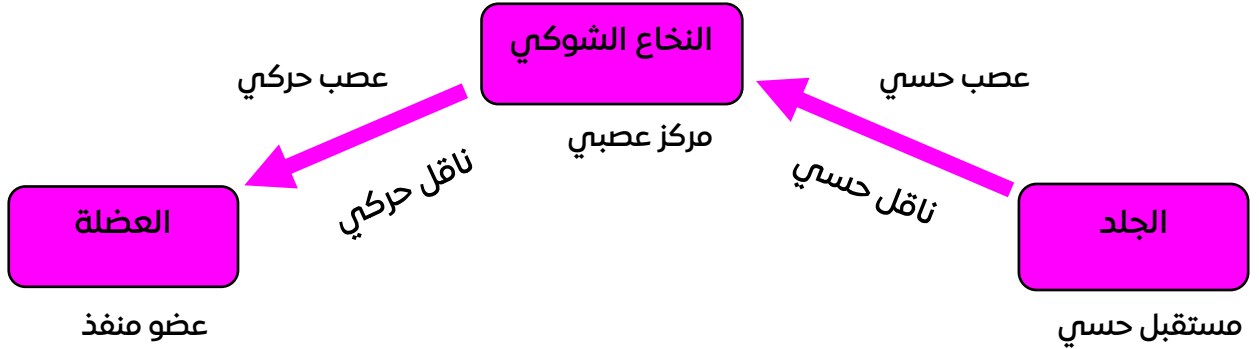 النخاع الشوكي
عصب حسي
عصب حركي
مركز عصبي
ناقل حسي
ناقل حركي
الجلد
العضلة
مستقبل حسي
عضو منفذ